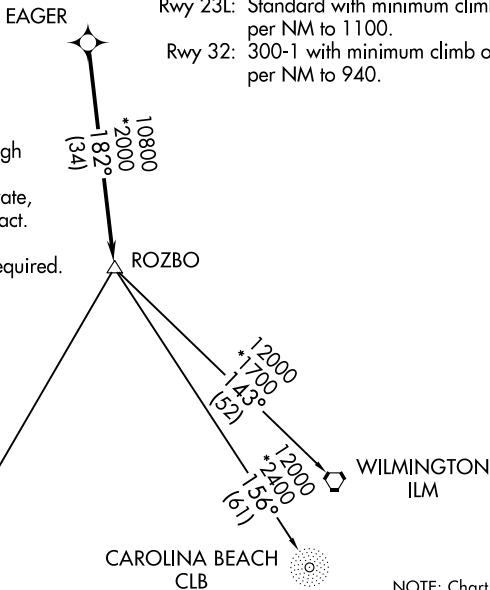 EAGER
Rwy 23L: Standard with minimum climb
per NM to 1100.
Rwy 32: 300-1 with minimum climb o
per NM to 940.
10800
*2000
182°
(34)
gh
ate,
act.
equired.
ROZBO
12000
*1700
143°
(52)
12000
*2400
156°
(61)
WILMINGTON
ILM
CAROLINA BEACH
CLB
NOTE: Chart